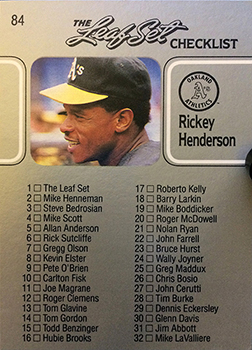 84
THE
Leaf Set
CHECKLIST
A's
OAKLAND
ATHLETICS
Rickey
Henderson
1 The Leaf Set
2 Mike Henneman
3 Steve Bedrosian
4 Mike Scott
5 Allan Anderson
6 Rick Sutcliffe
7 Gregg Olson
8 Kevin Elster
9 Pete O'Brien
10 Carlton Fisk
11 Joe Magrane
12 Roger Clemens
13 Tom Glavine
14 Tom Gordon
15 Todd Benzinger
16 Hubie Brooks
17 Roberto Kelly
18 Barry Larkin
19 Mike Boddicker
20 Roger McDowell
21 Nolan Ryan
22 John Farrell
23 Bruce Hurst
24 Wally Joyner
25 Greg Maddux
26 Chris Bosio
27 John Cerutti
28 Tim Burke
29 Dennis Eckersley
30 Glenn Davis
31 Jim Abbott
32 Mike LaValliere